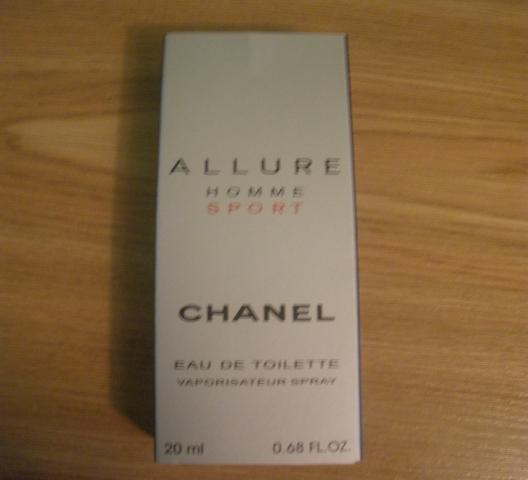 ALLURE
HOMME
SPORT
CHANEL
EAU DE TOILETTE
VAPORISATEUR SPRAY
20 ml 0.68 FL.OZ.